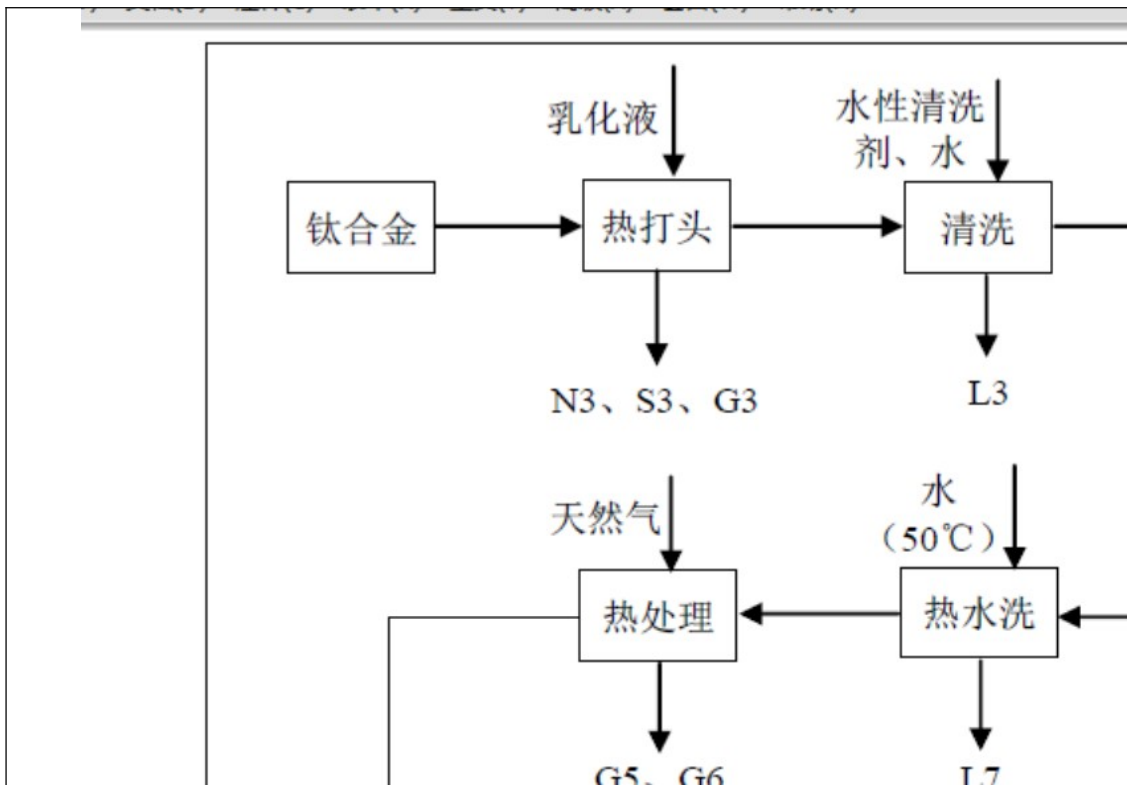 乳化液
水性清洗
剂、水
钛合金
热打头
清洗
N3、S3、G3
L3
天然气
水
（50℃）
热处理
热水洗
G5、G6
L7